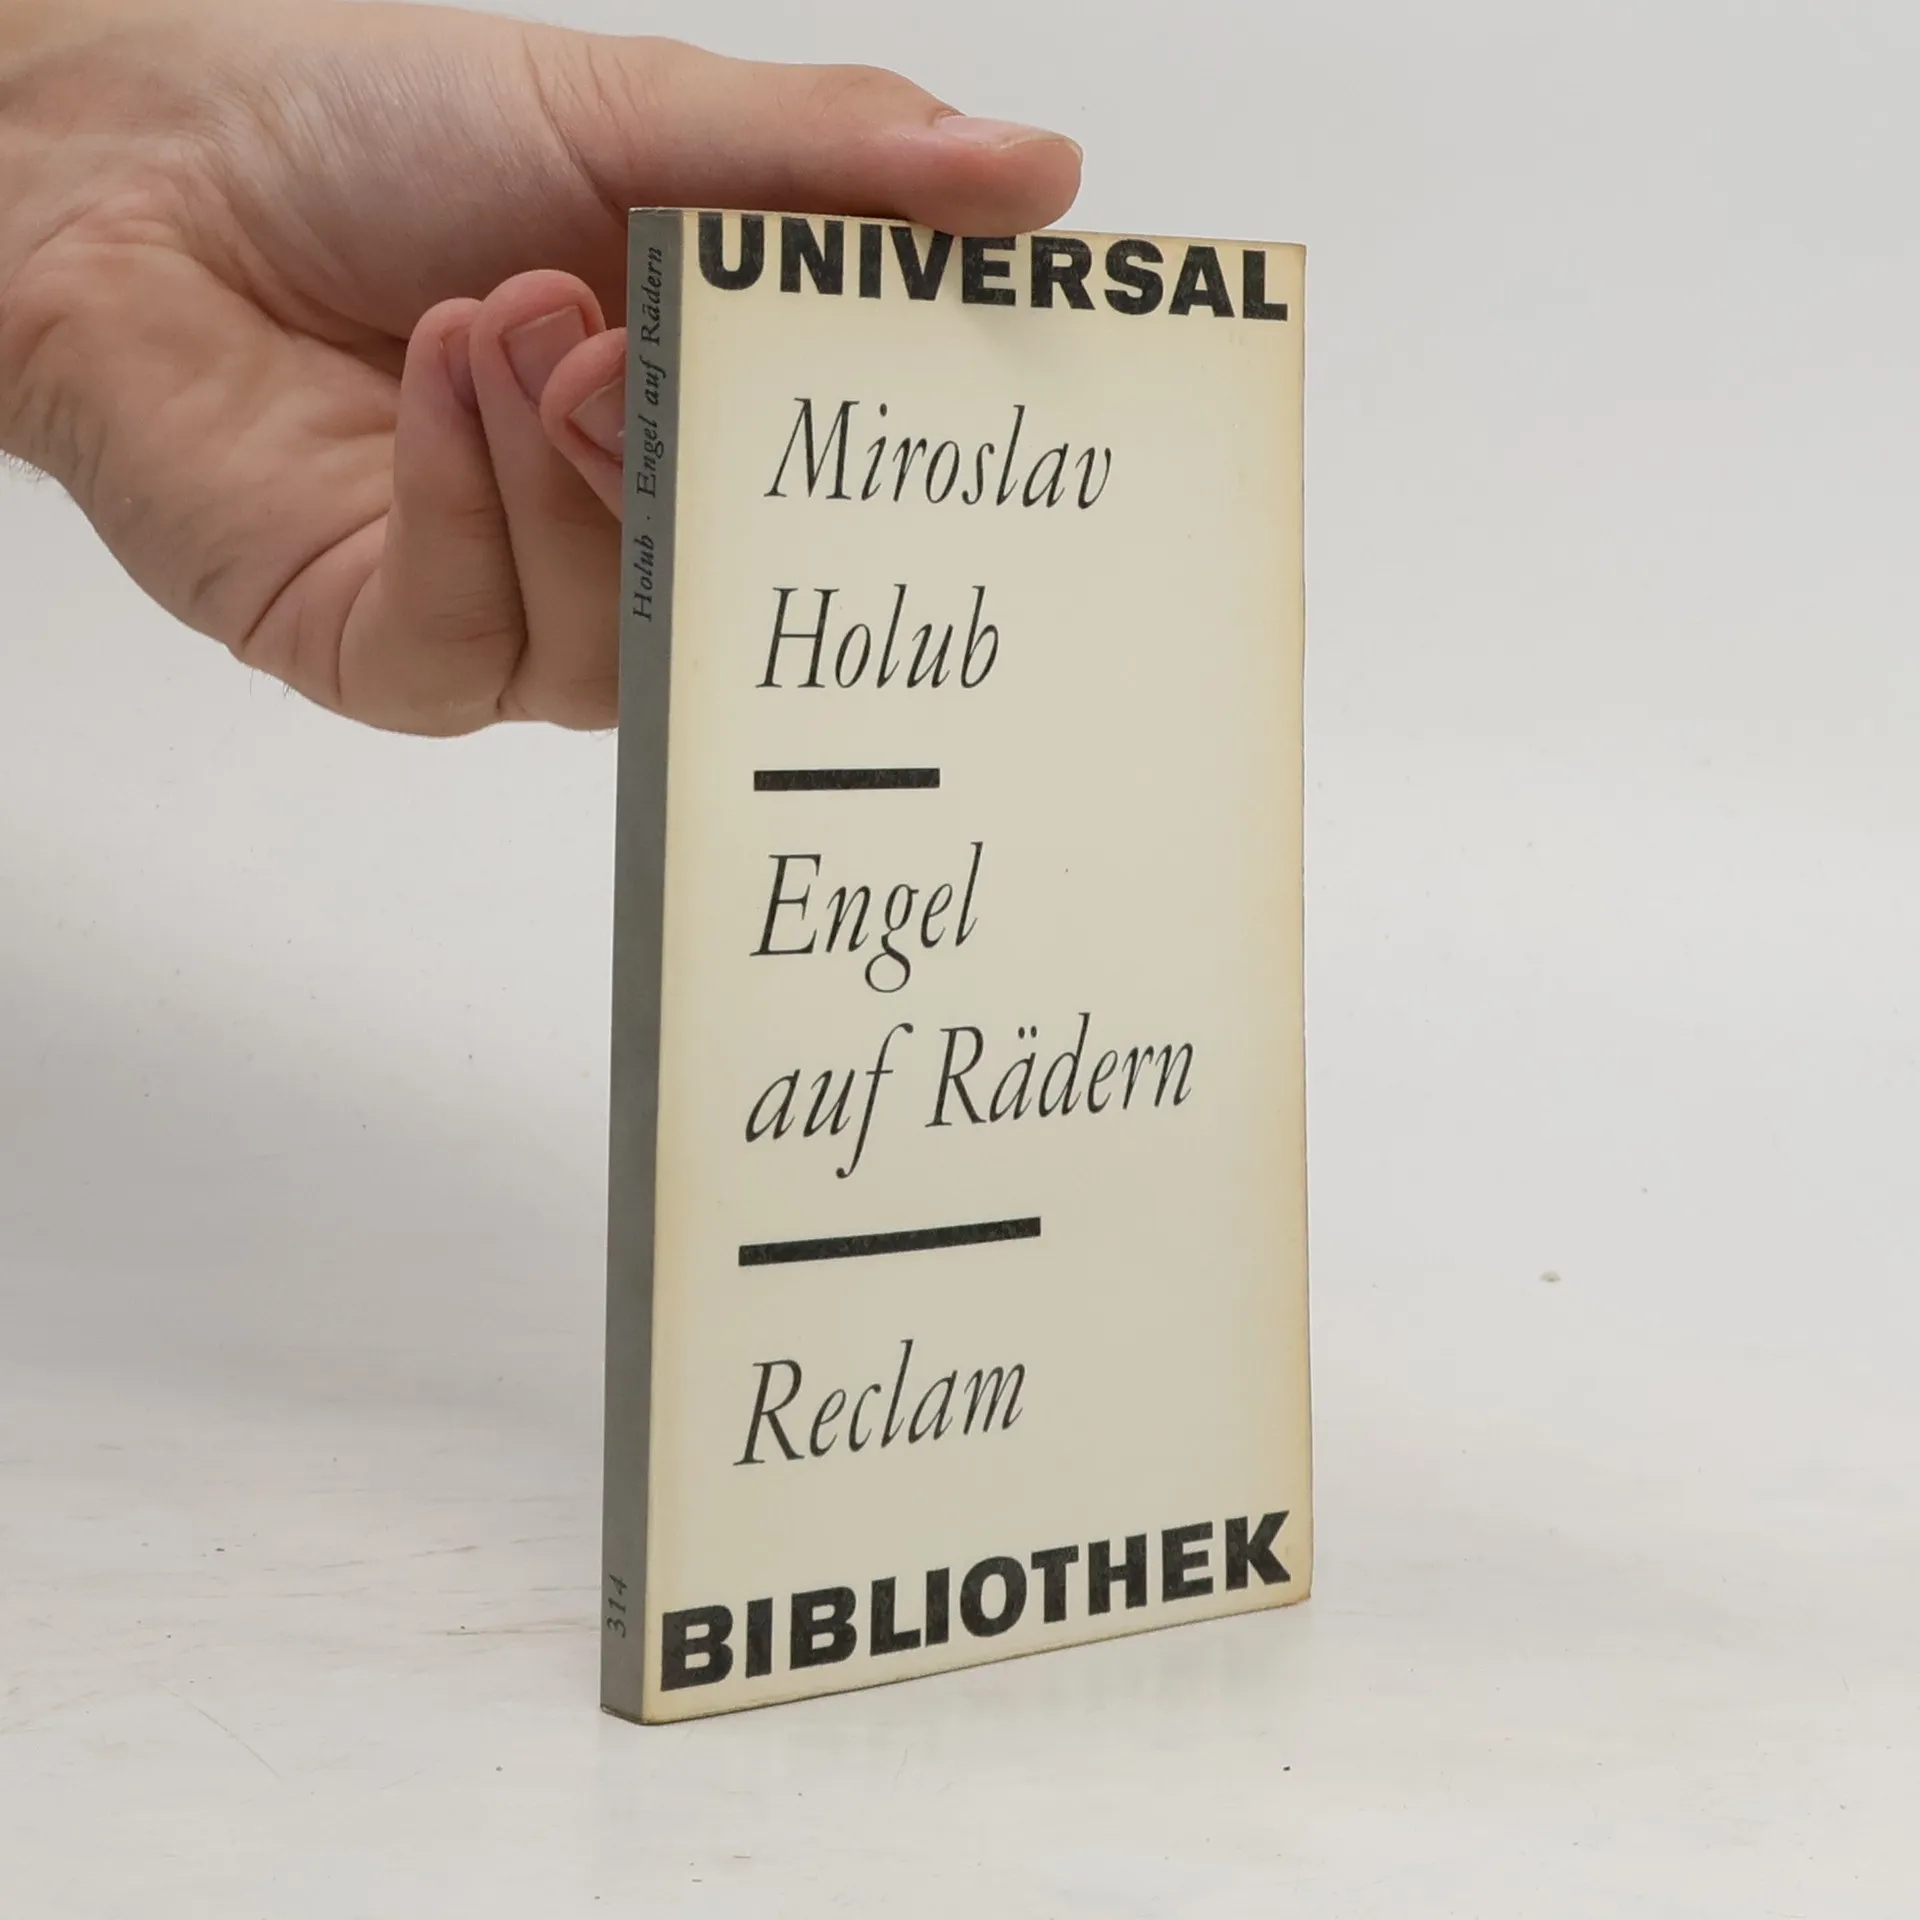 UNIVERSAL
Miroslav
Holub
Engel
auf Rädern
Reclam
BIBLIOTHEK
Holub · Engel auf Rädern
314